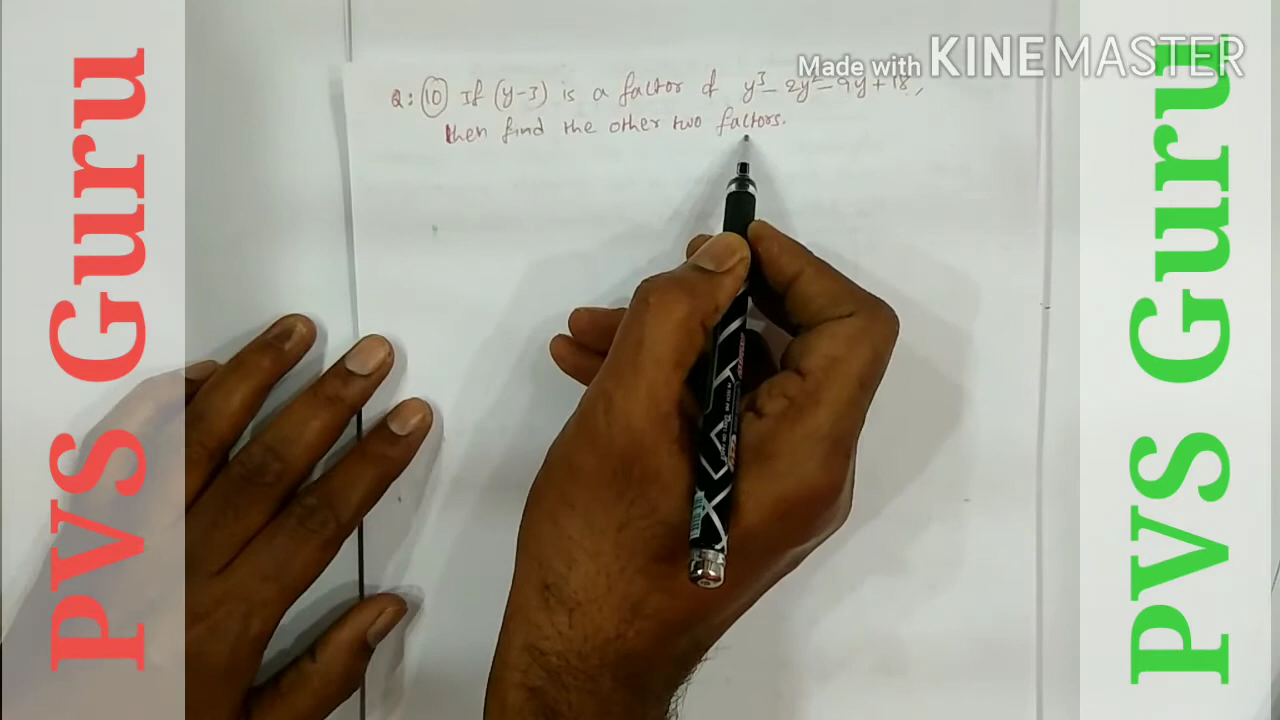 Made with KINEMASTER
Q: 10 If (y-3) is a factor of y³- 2y²- 9y + 18,
then find the other two factors.
PVS Guru
PVS Guru